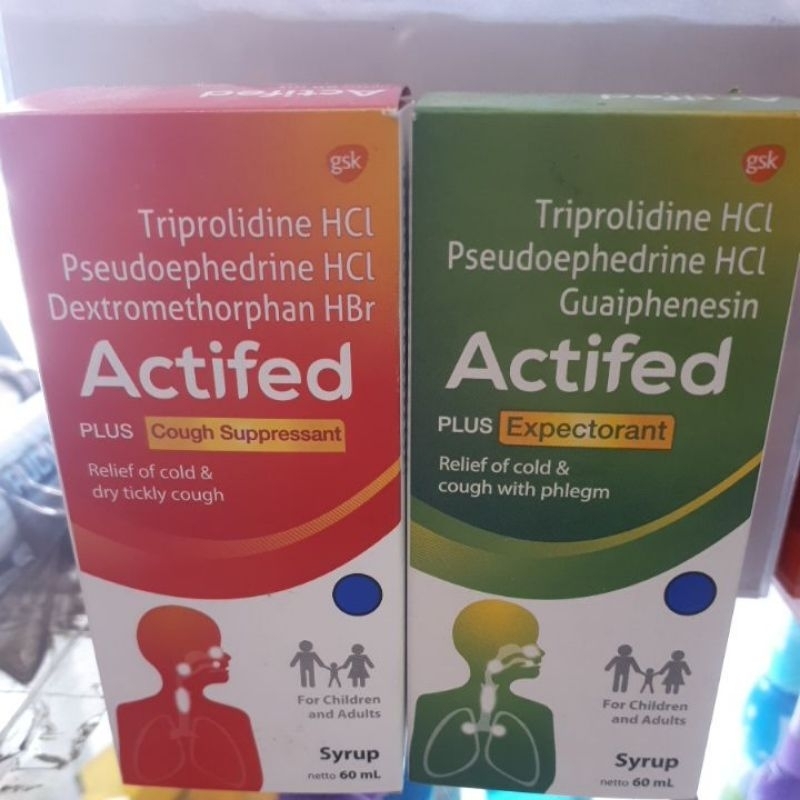 Actifed
gsk
Triprolidine HCl
Pseudoephedrine HCl
Dextromethorphan HBr
Actifed
PLUS Cough Suppressant
Relief of cold &
dry tickly cough
For Children
and Adults
Syrup
netto 60 mL
gsk
Triprolidine HCl
Pseudoephedrine HCl
Guaiphenesin
Actifed
PLUS Expectorant
Relief of cold &
cough with phlegm
For Children
and Adults
Syrup
netto 60 mL